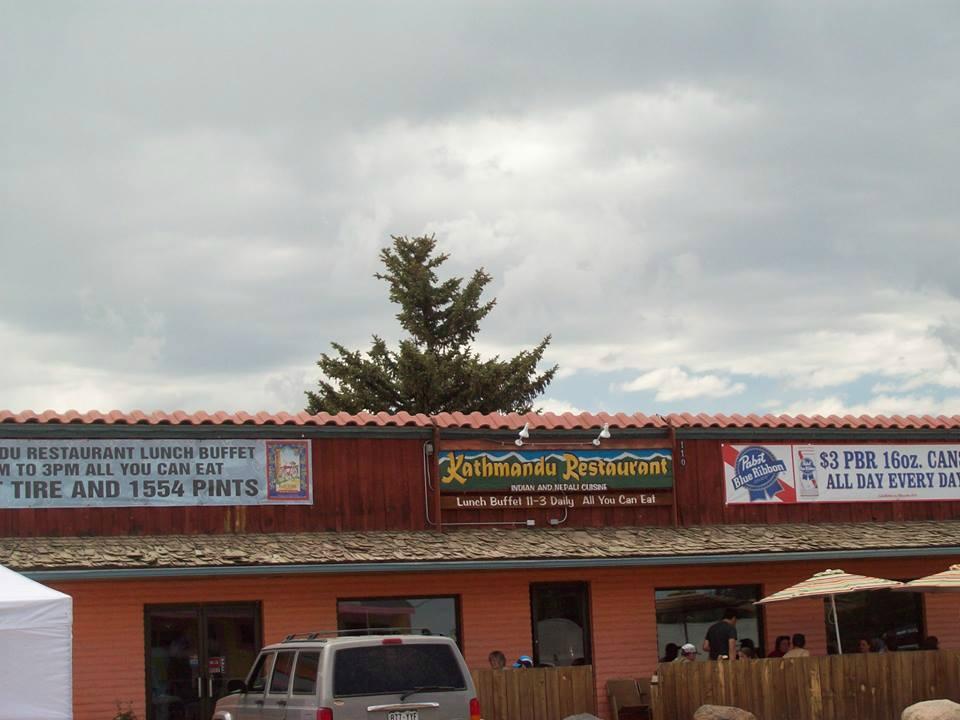 DU RESTAURANT LUNCH BUFFET
M TO 3PM ALL YOU CAN EAT
T TIRE AND 1554 PINTS
Kathmandu Restaurant
INDIAN AND NEPALI CUISINE
Lunch Buffet 11-3 Daily All You Can Eat
110
Pabst
Blue Ribbon
$3 PBR 16oz. CANS
ALL DAY EVERY DAY